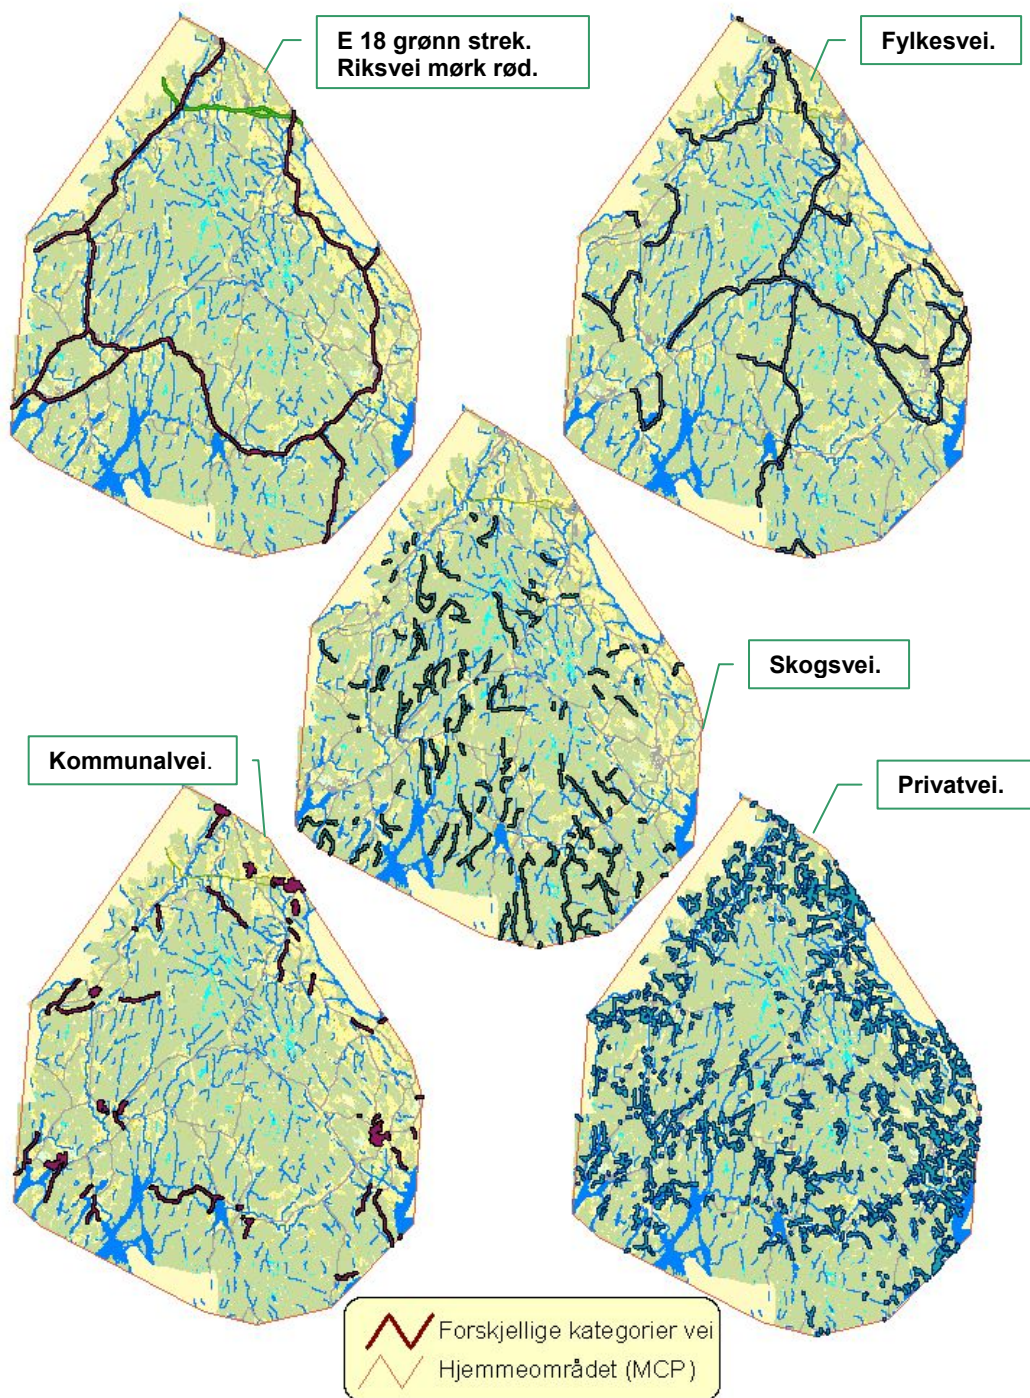 E 18 grønn strek.
Riksvei mørk rød.
Fylkesvei.
Skogsvei.
Kommunalvei.
Privatvei.
Forskjellige kategorier vei
Hjemmeområdet (MCP)